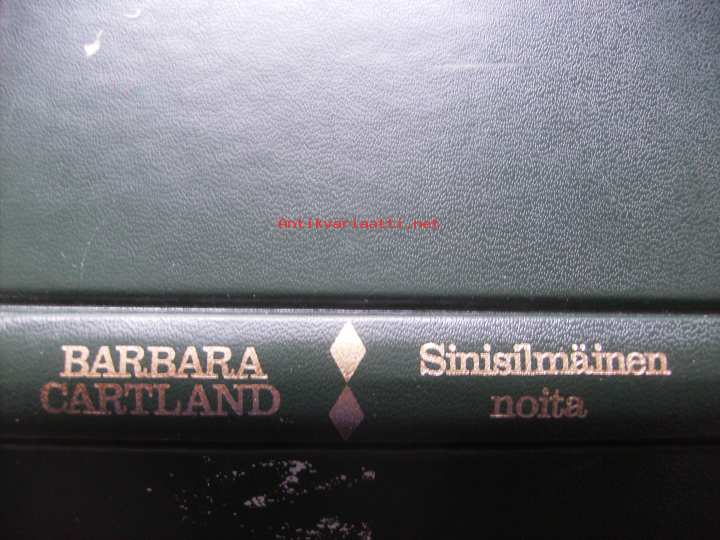 Antikvariaatti.net
BARBARA
CARTLAND
Sinisilmäinen
noita